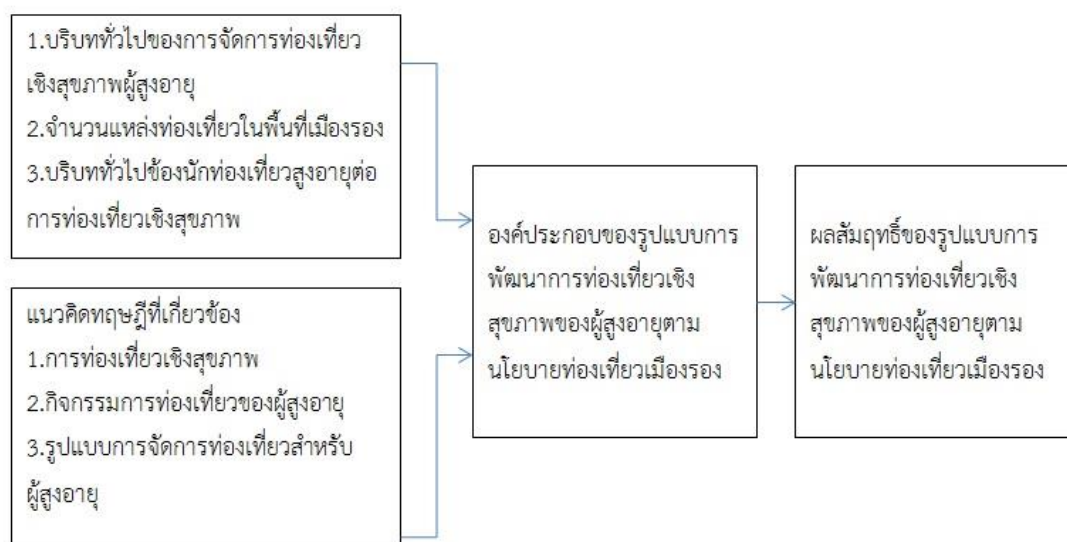 1.บริบททั่วไปของการจัดการท่องเที่ยว
เชิงสุขภาพผู้สูงอายุ
2.จำนวนแหล่งท่องเที่ยวในพื้นที่เมืองรอง
3.บริบททั่วไปข้องนักท่องเที่ยวสูงอายุต่อ
การท่องเที่ยวเชิงสุขภาพ
แนวคิดทฤษฎีที่เกี่ยวข้อง
1.การท่องเที่ยวเชิงสุขภาพ
2.กิจกรรมการท่องเที่ยวของผู้สูงอายุ
3.รูปแบบการจัดการท่องเที่ยวสำหรับ
ผู้สูงอายุ
องค์ประกอบของรูปแบบการ
พัฒนาการท่องเที่ยวเชิง
สุขภาพของผู้สูงอายุตาม
นโยบายท่องเที่ยวเมืองรอง
ผลสัมฤทธิ์ของรูปแบบการ
พัฒนาการท่องเที่ยวเชิง
สุขภาพของผู้สูงอายุตาม
นโยบายท่องเที่ยวเมืองรอง